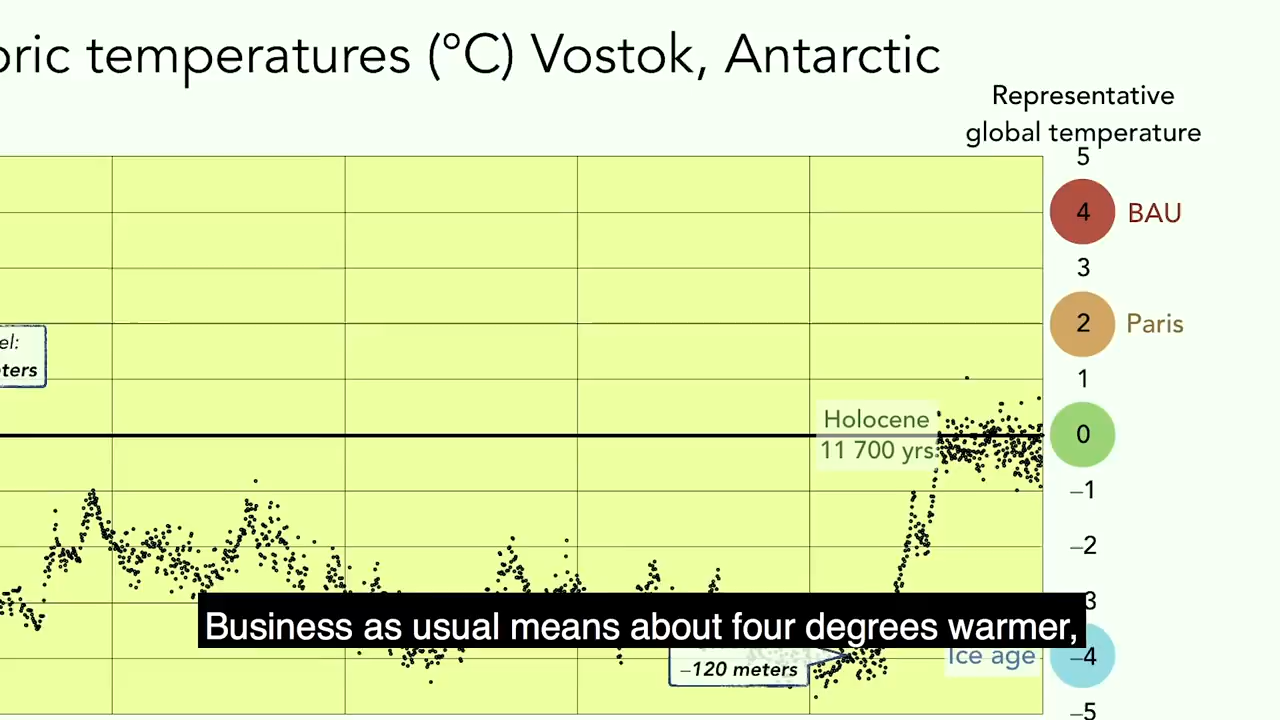 oric temperatures (°C) Vostok, Antarctic
Representative
global temperature
5
4 BAU
3
el:
ters
2 Paris
1
Holocene
11 700 yrs
0
–1
–2
3
Business as usual means about four degrees warmer,
–120 meters
Ice age
–4
–5